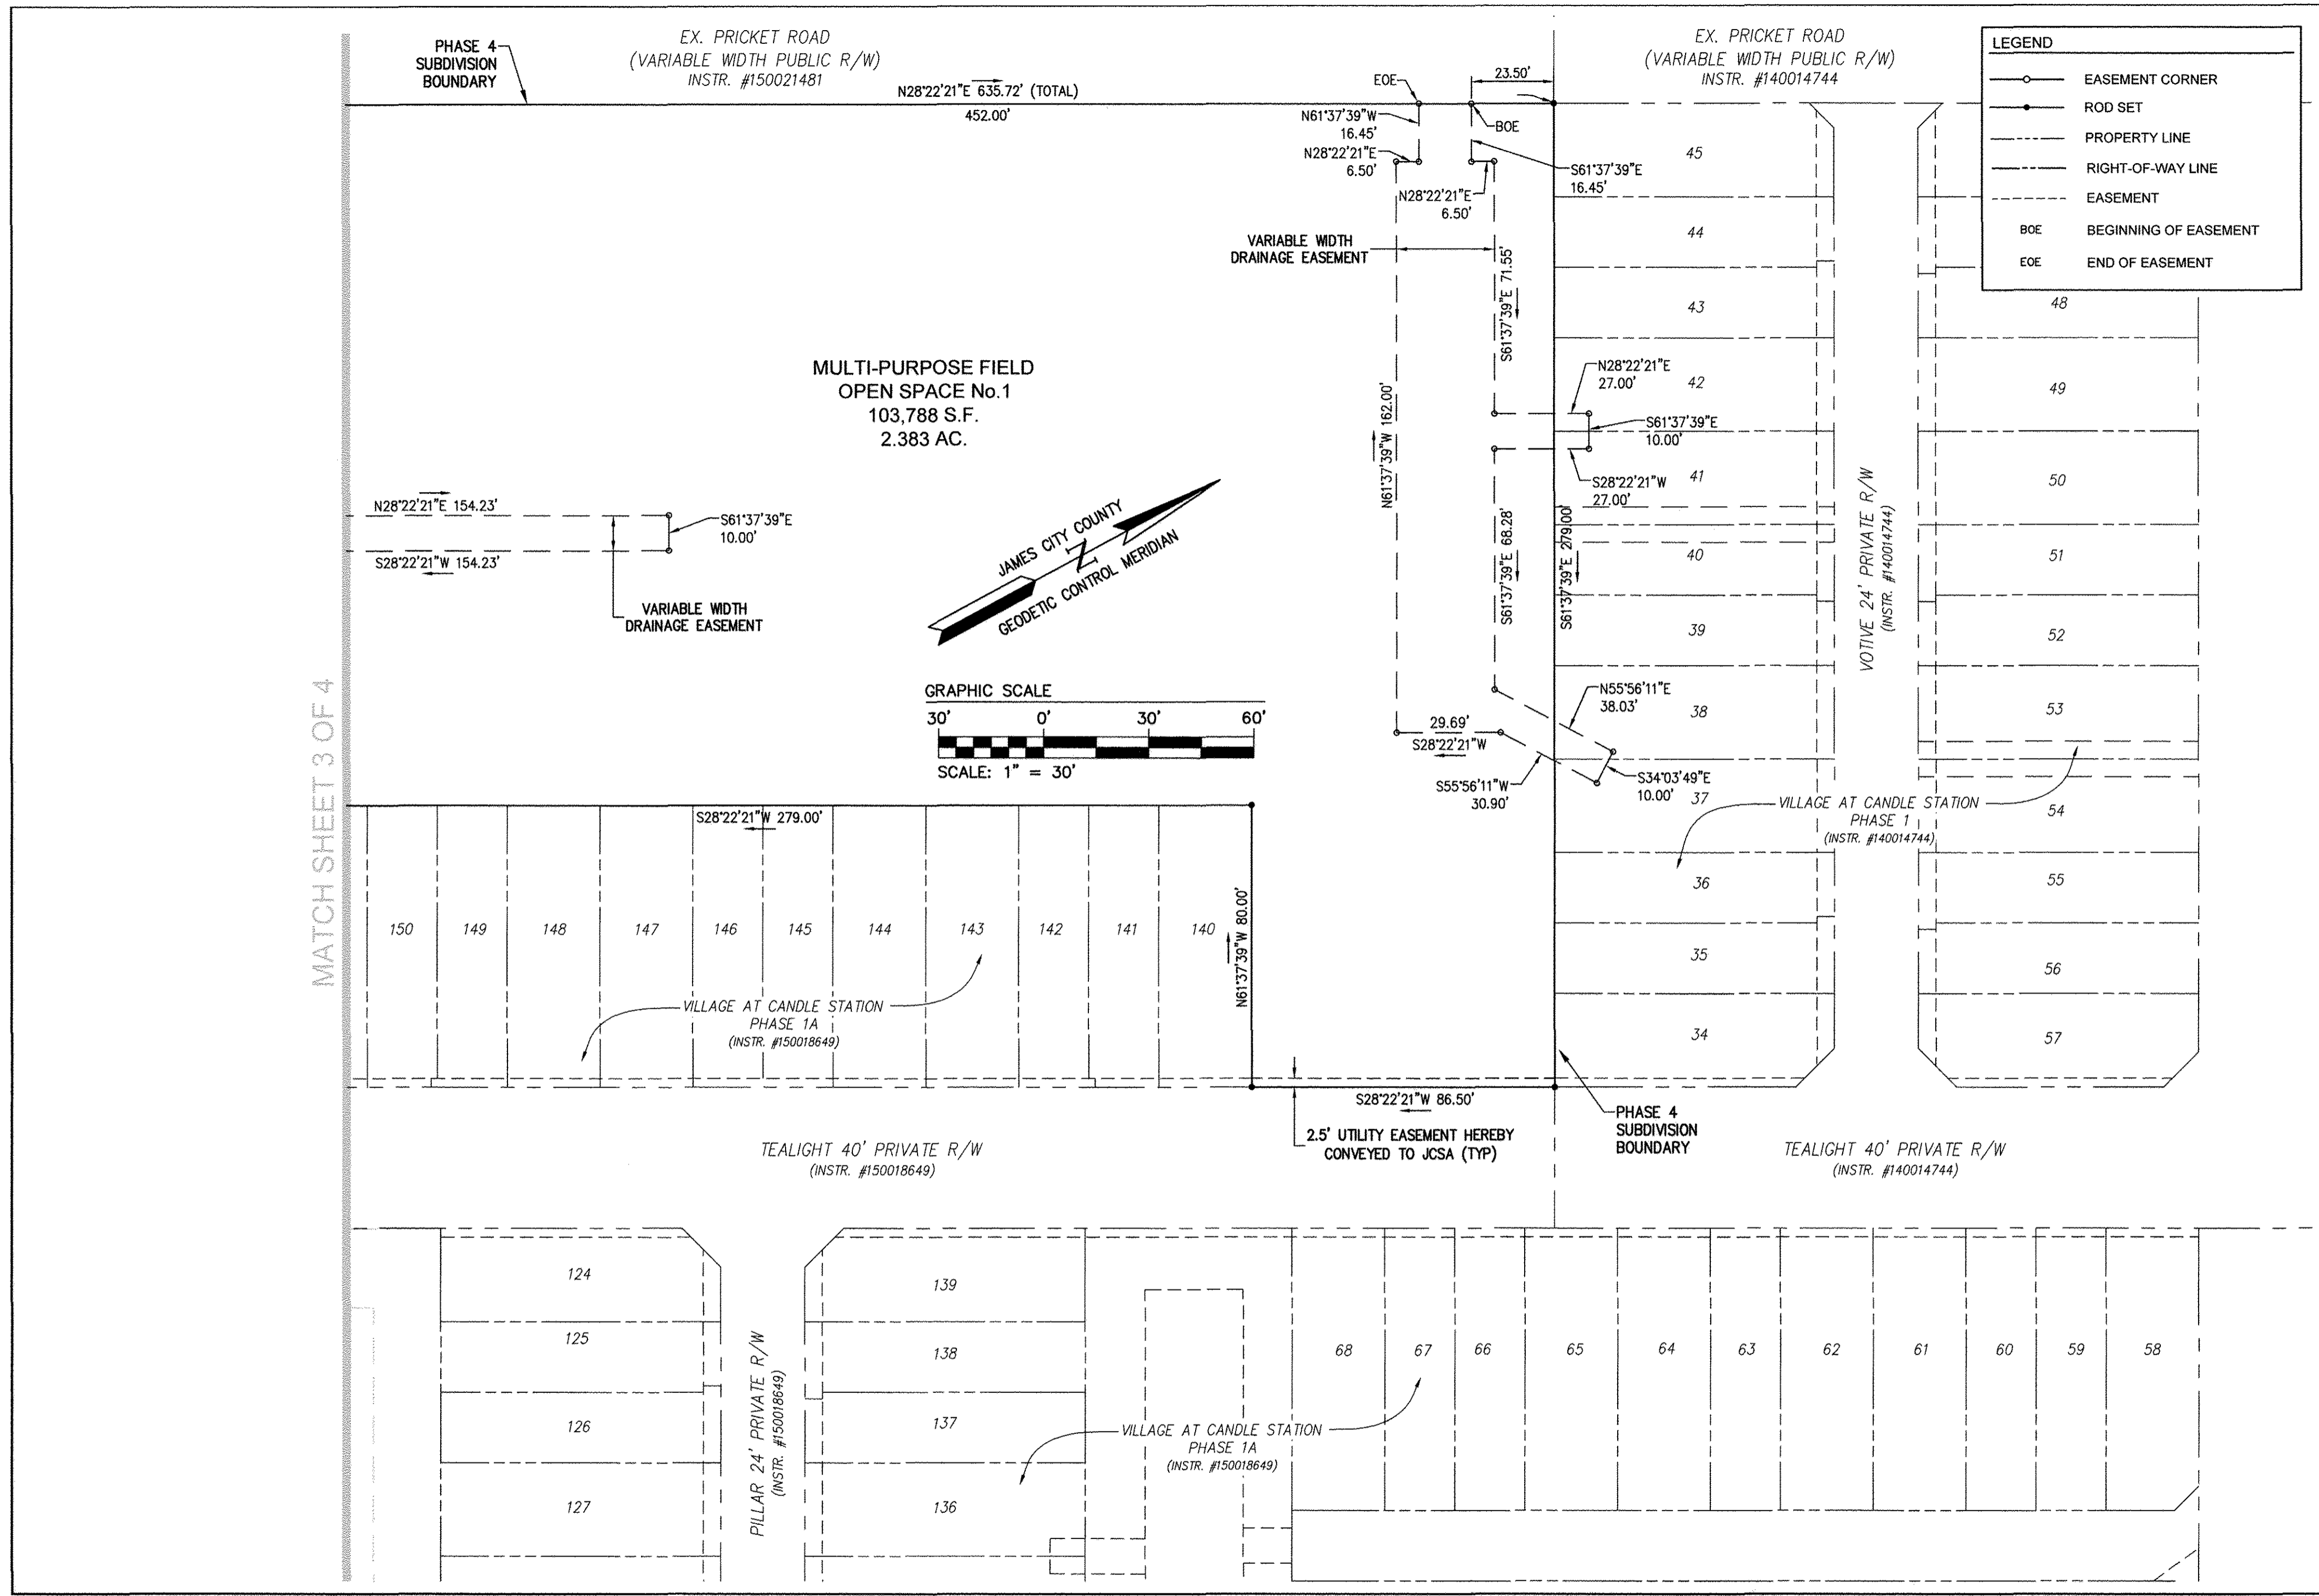 PHASE 4
SUBDIVISION
BOUNDARY
EX. PRICKET ROAD
(VARIABLE WIDTH PUBLIC R/W)
INSTR. #150021481
N28°22'21"E 635.72' (TOTAL)
452.00'
EOE
23.50'
BOE
N61°37'39"W
16.45'
N28°22'21"E
6.50'
S61°37'39"E
16.45'
N28°22'21"E
6.50'
EX. PRICKET ROAD
(VARIABLE WIDTH PUBLIC R/W)
INSTR. #140014744
LEGEND
EASEMENT CORNER
ROD SET
PROPERTY LINE
RIGHT-OF-WAY LINE
EASEMENT
BOE BEGINNING OF EASEMENT
EOE END OF EASEMENT
VARIABLE WIDTH
DRAINAGE EASEMENT
S61°37'39"E 71.55'
N61°37'39"W 162.00'
S61°37'39"E 68.28'
S61°37'39"E 279.00'
N28°22'21"E
27.00'
S61°37'39"E
10.00'
S28°22'21"W
27.00'
N55°56'11"E
38.03'
S34°03'49"E
10.00'
S55°56'11"W
30.90'
29.69'
S28°22'21"W
MULTI-PURPOSE FIELD
OPEN SPACE No.1
103,788 S.F.
2.383 AC.
N28°22'21"E 154.23'
S61°37'39"E
10.00'
S28°22'21"W 154.23'
VARIABLE WIDTH
DRAINAGE EASEMENT
JAMES CITY COUNTY
N
GEODETIC CONTROL MERIDIAN
GRAPHIC SCALE
30' 0' 30' 60'
SCALE: 1" = 30'
MATCH SHEET 3 OF 4
45
44
43
42
41
40
39
38
37
36
35
34
VOTIVE 24' PRIVATE R/W
(INSTR. #140014744)
48
49
50
51
52
53
54
55
56
57
VILLAGE AT CANDLE STATION
PHASE 1
(INSTR. #140014744)
S28°22'21"W 279.00'
150 149 148 147 146 145 144 143 142 141 140
N61°37'39"W 80.00'
VILLAGE AT CANDLE STATION
PHASE 1A
(INSTR. #150018649)
S28°22'21"W 86.50'
2.5' UTILITY EASEMENT HEREBY
CONVEYED TO JCSA (TYP)
PHASE 4
SUBDIVISION
BOUNDARY
TEALIGHT 40' PRIVATE R/W
(INSTR. #150018649)
TEALIGHT 40' PRIVATE R/W
(INSTR. #140014744)
124
125
126
127
PILLAR 24' PRIVATE R/W
(INSTR. #150018649)
139
138
137
136
VILLAGE AT CANDLE STATION
PHASE 1A
(INSTR. #150018649)
68 67 66 65 64 63 62 61 60 59 58